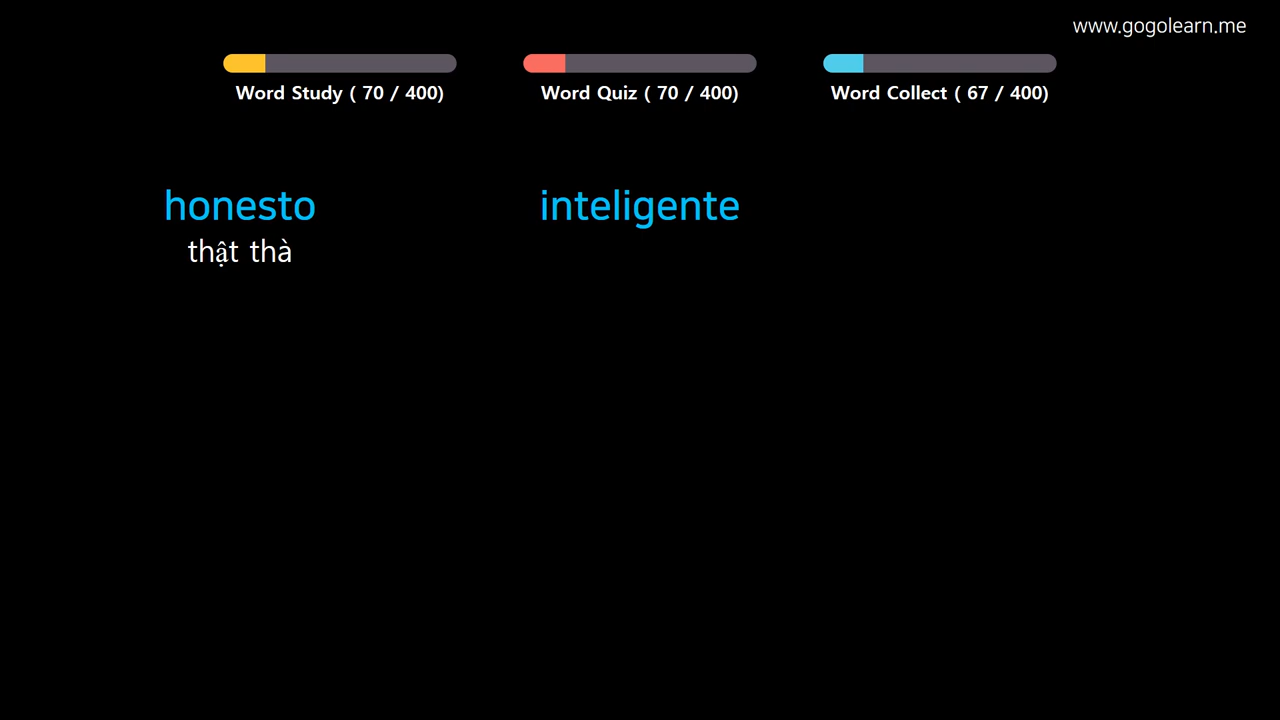 www.gogolearn.me
Word Study ( 70 / 400)
Word Quiz ( 70 / 400)
Word Collect ( 67 / 400)
honesto
thật thà
inteligente